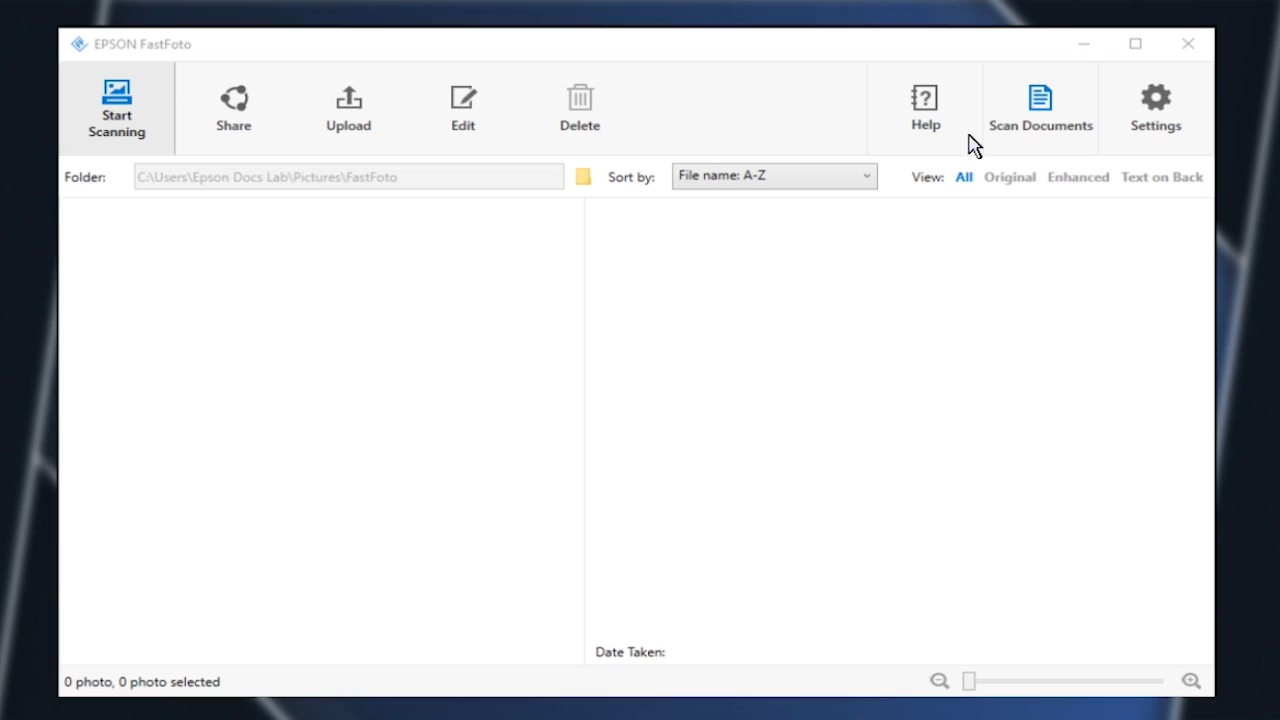 EPSON FastFoto
Start
Scanning
Share
Upload
Edit
Delete
Help
Scan Documents
Settings
Folder:
C:\Users\Epson Docs Lab\Pictures\FastFoto
Sort by:
File name: A-Z
View:
All
Original
Enhanced
Text on Back
Date Taken:
0 photo, 0 photo selected